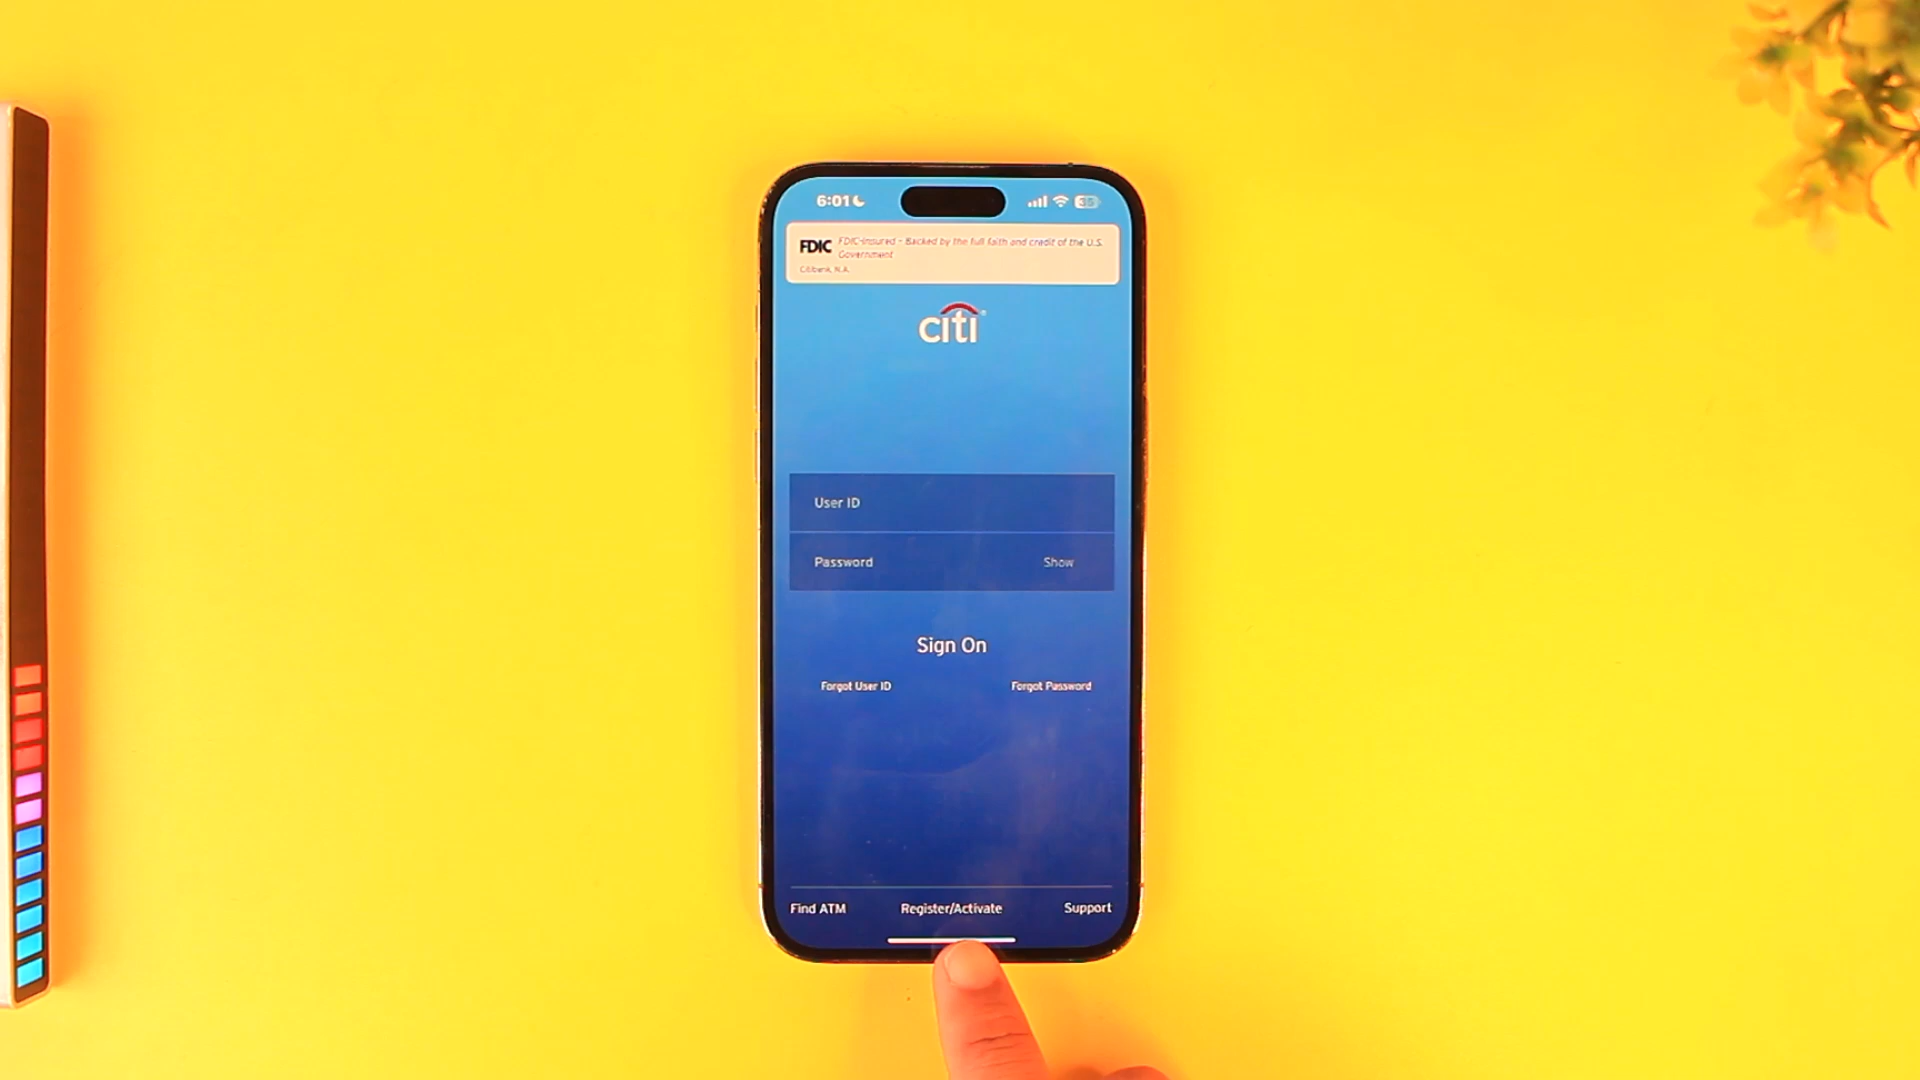 6:01
FDIC FDIC-Insured - Backed by the full faith and credit of the U.S.
Government
Citibank, N.A.
citi
User ID
Password Show
Sign On
Forgot User ID Forgot Password
Find ATM Register/Activate Support